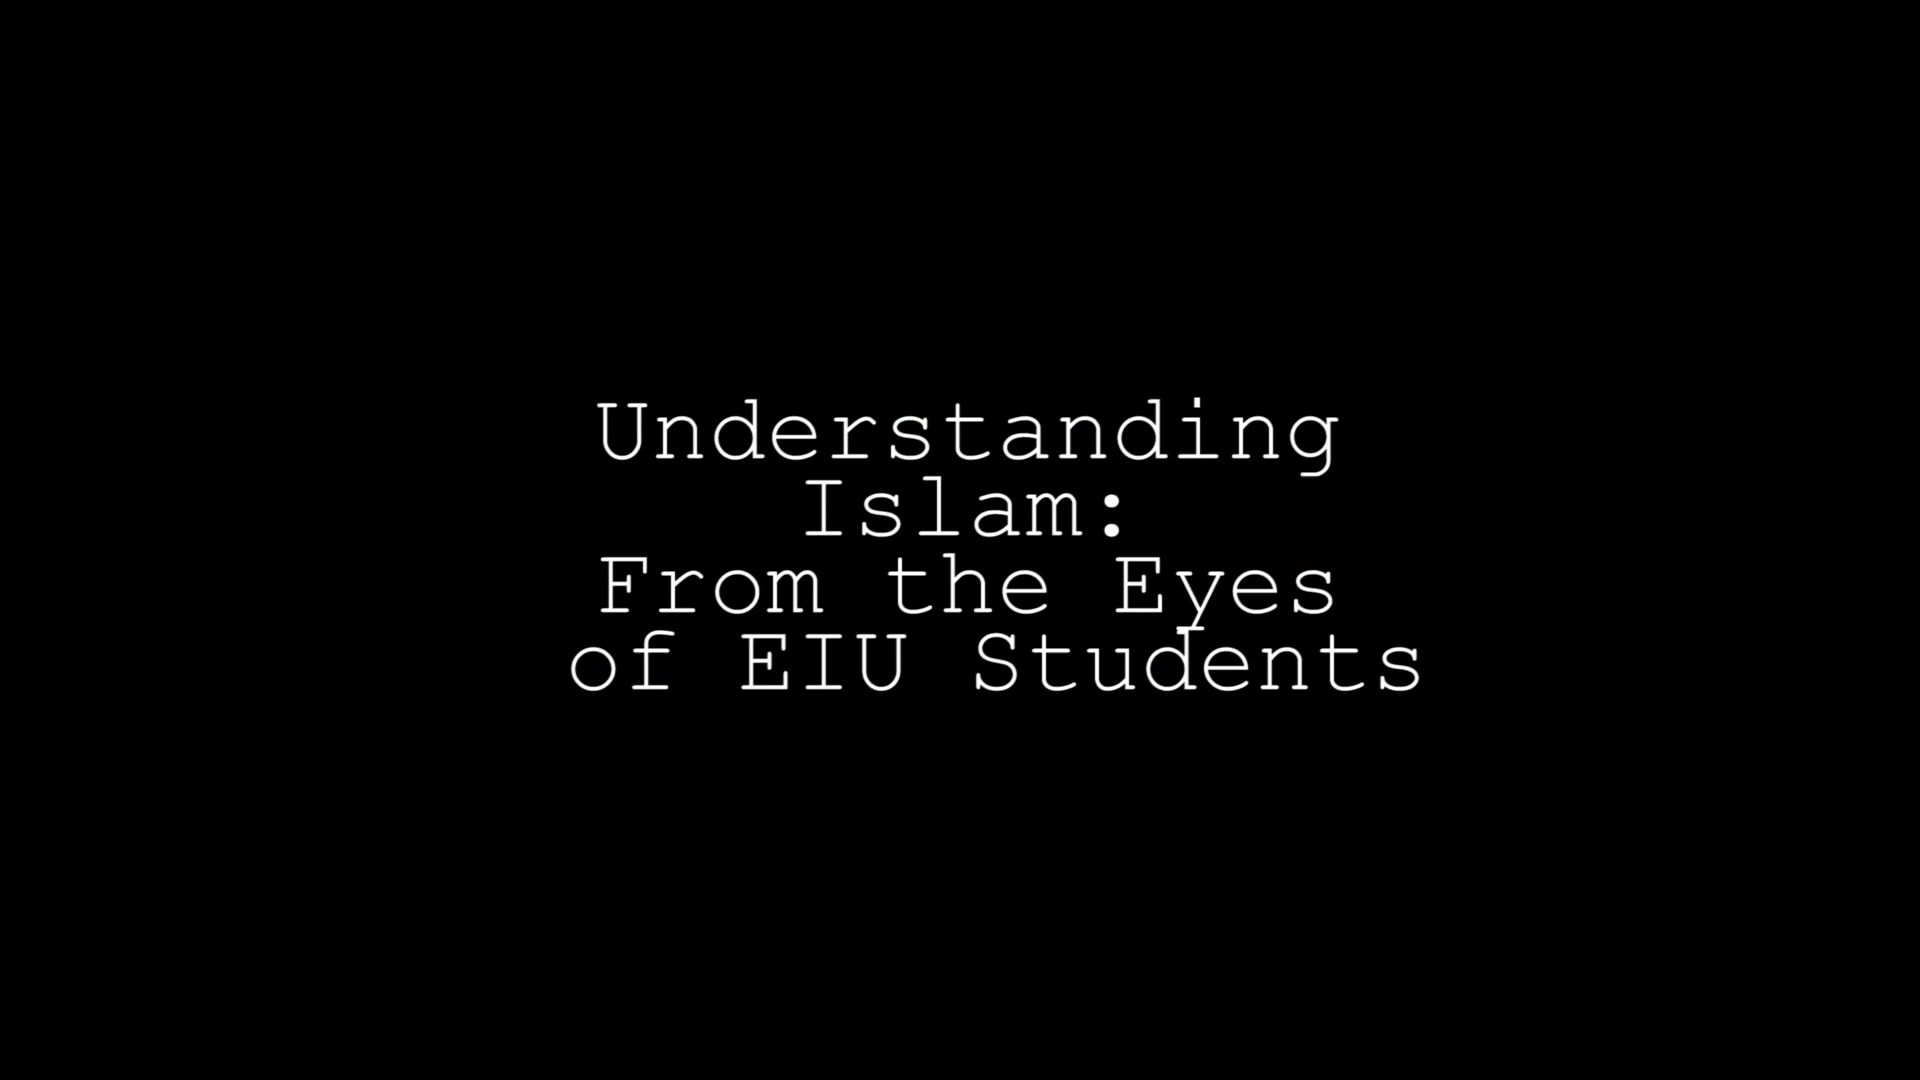 Understanding
Islam:
From the Eyes
of EIU Students